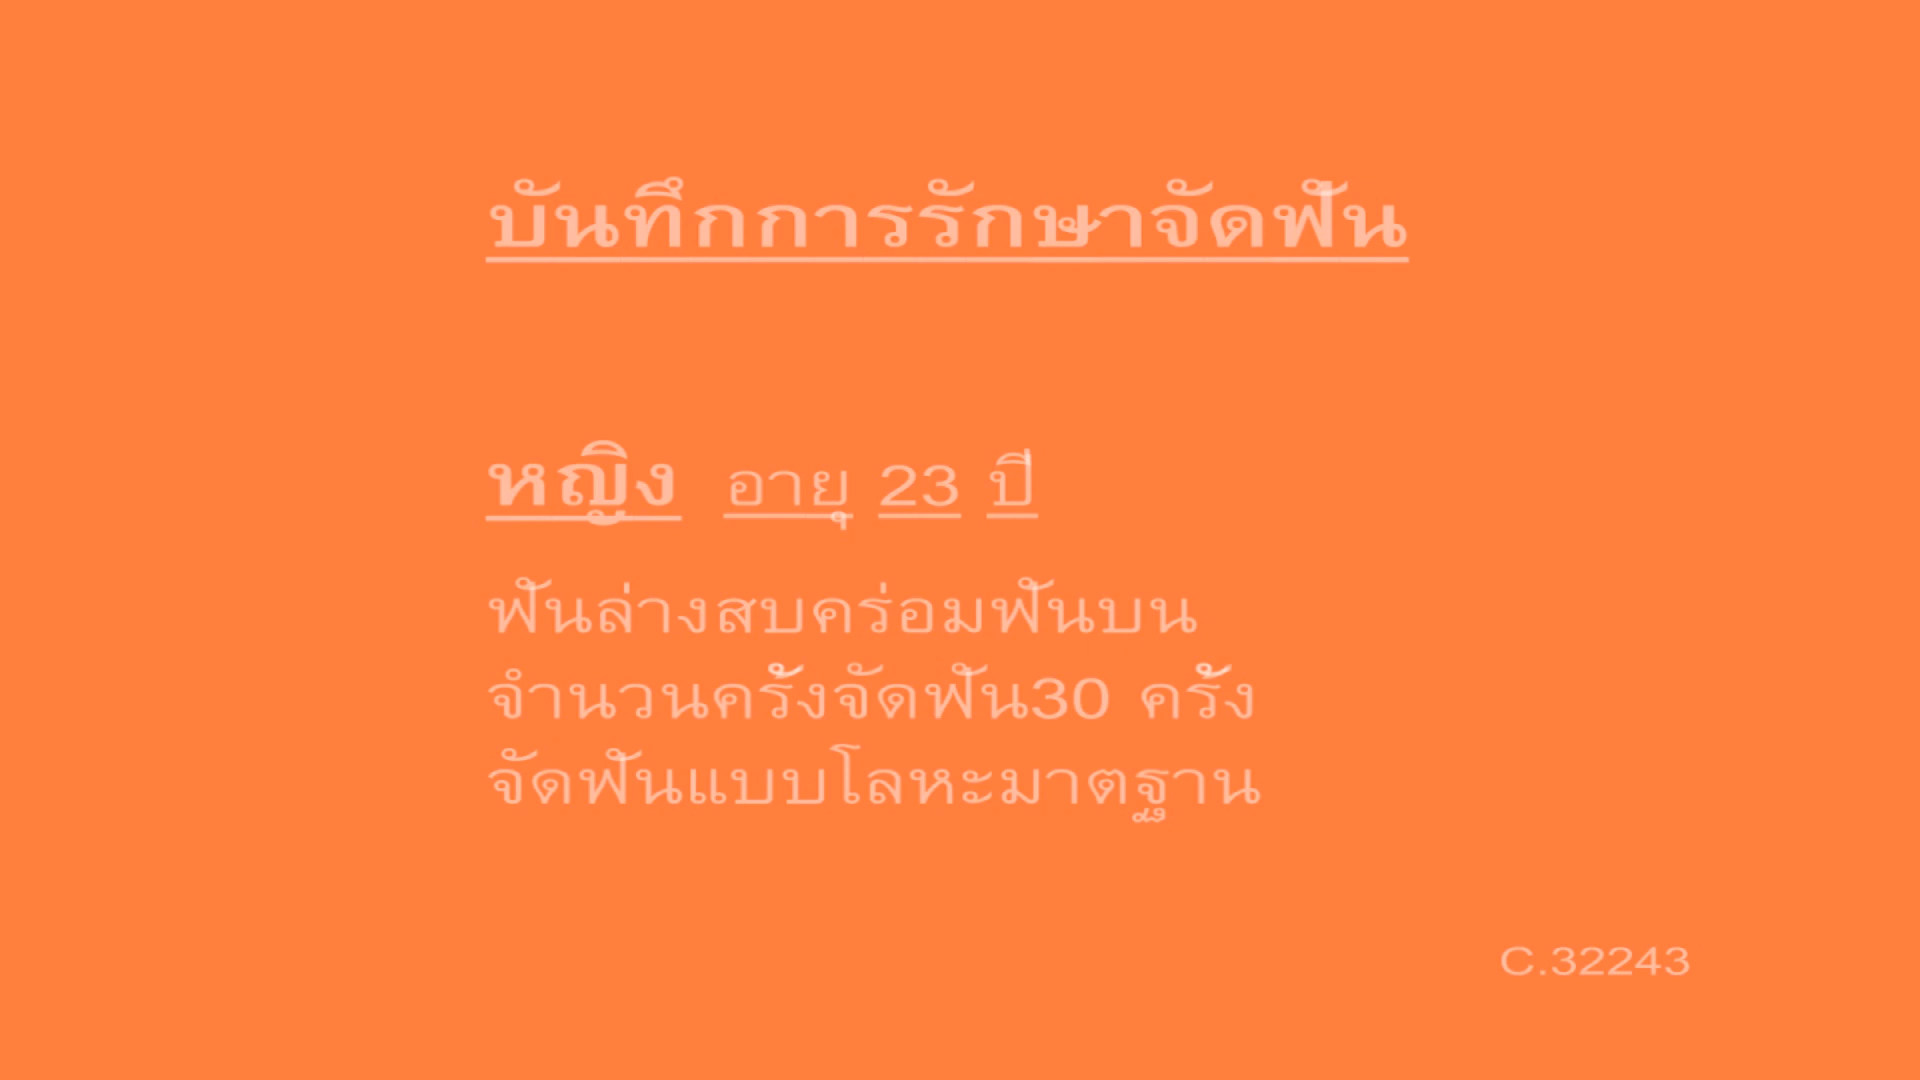 บันทึกการรักษาจัดฟัน
หญิง อายุ 23 ปี
ฟันล่างสบคร่อมฟันบน
จำนวนครั้งจัดฟัน30 ครั้ง
จัดฟันแบบโลหะมาตฐาน
C.32243